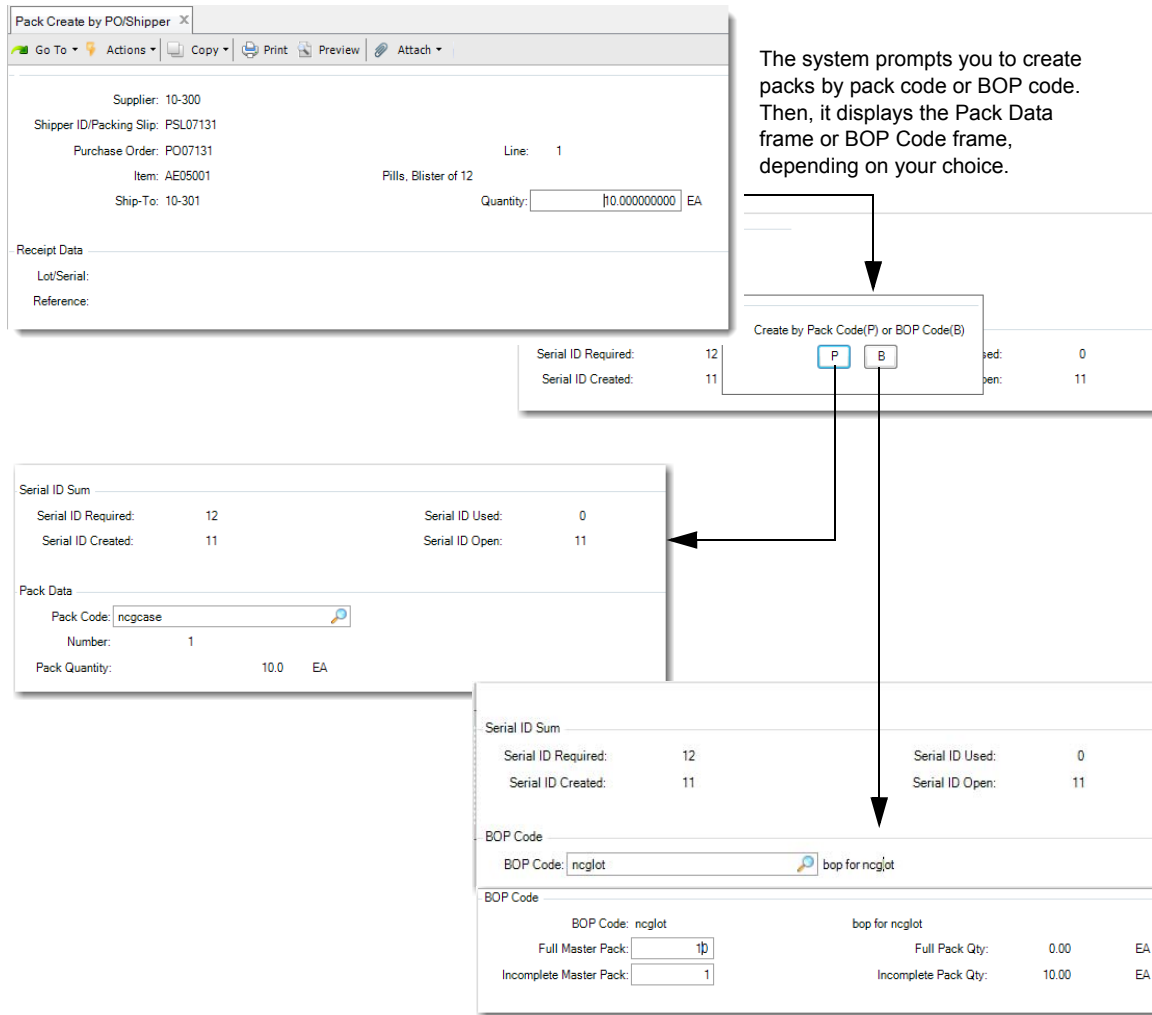 Pack Create by PO/Shipper X
Go To Actions Copy Print Preview Attach
Supplier: 10-300
Shipper ID/Packing Slip: PSL07131
Purchase Order: PO07131 Line: 1
Item: AE05001 Pills, Blister of 12
Ship-To: 10-301 Quantity: 10.000000000 EA
Receipt Data
Lot/Serial:
Reference:
The system prompts you to create
packs by pack code or BOP code.
Then, it displays the Pack Data
frame or BOP Code frame,
depending on your choice.
Create by Pack Code(P) or BOP Code(B)
P B
Serial ID Required: 12 sed: 0
Serial ID Created: 11 pen: 11
Serial ID Sum
Serial ID Required: 12 Serial ID Used: 0
Serial ID Created: 11 Serial ID Open: 11
Pack Data
Pack Code: ncgcase
Number: 1
Pack Quantity: 10.0 EA
Serial ID Sum
Serial ID Required: 12 Serial ID Used: 0
Serial ID Created: 11 Serial ID Open: 11
BOP Code
BOP Code: ncglot bop for ncglot
BOP Code
BOP Code: ncglot bop for ncglot
Full Master Pack: 10 Full Pack Qty: 0.00 EA
Incomplete Master Pack: 1 Incomplete Pack Qty: 10.00 EA